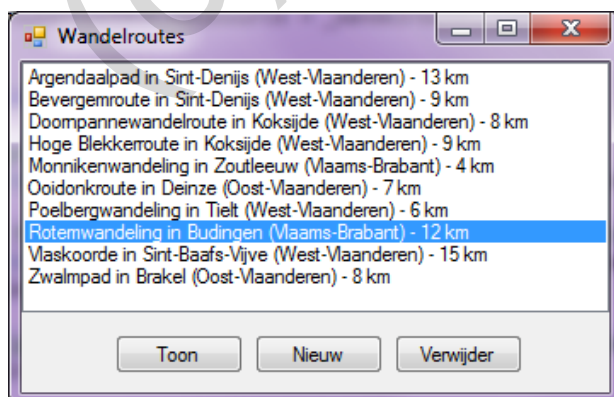 Wandelroutes
Argendaalpad in Sint-Denijs (West-Vlaanderen) - 13 km
Bevergemroute in Sint-Denijs (West-Vlaanderen) - 9 km
Doornpannewandelroute in Koksijde (West-Vlaanderen) - 8 km
Hoge Blekkerroute in Koksijde (West-Vlaanderen) - 9 km
Monnikenwandeling in Zoutleeuw (Vlaams-Brabant) - 4 km
Ooidonkroute in Deinze (Oost-Vlaanderen) - 7 km
Poelbergwandeling in Tielt (West-Vlaanderen) - 6 km
Rotemwandeling in Budingen (Vlaams-Brabant) - 12 km
Vlaskoorde in Sint-Baafs-Vijve (West-Vlaanderen) - 15 km
Zwalmpad in Brakel (Oost-Vlaanderen) - 8 km
Toon Nieuw Verwijder